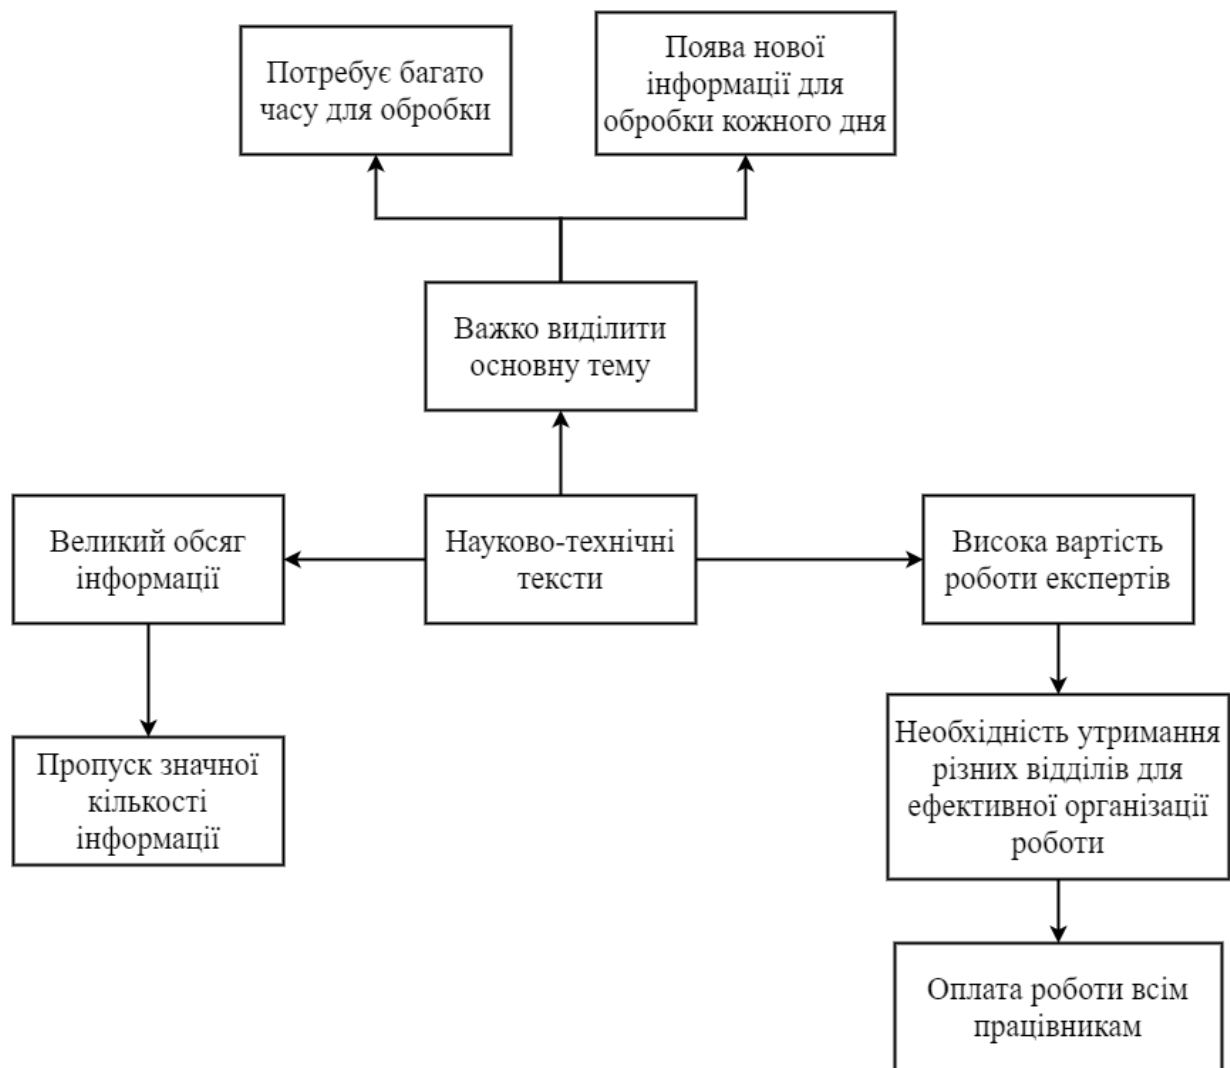 Потребує багато
часу для обробки
Поява нової
інформації для
обробки кожного дня
Важко виділити
основну тему
Великий обсяг
інформації
Науково-технічні
тексти
Висока вартість
роботи експертів
Пропуск значної
кількості
інформації
Необхідність утримання
різних відділів для
ефективної організації
роботи
Оплата роботи всім
працівникам